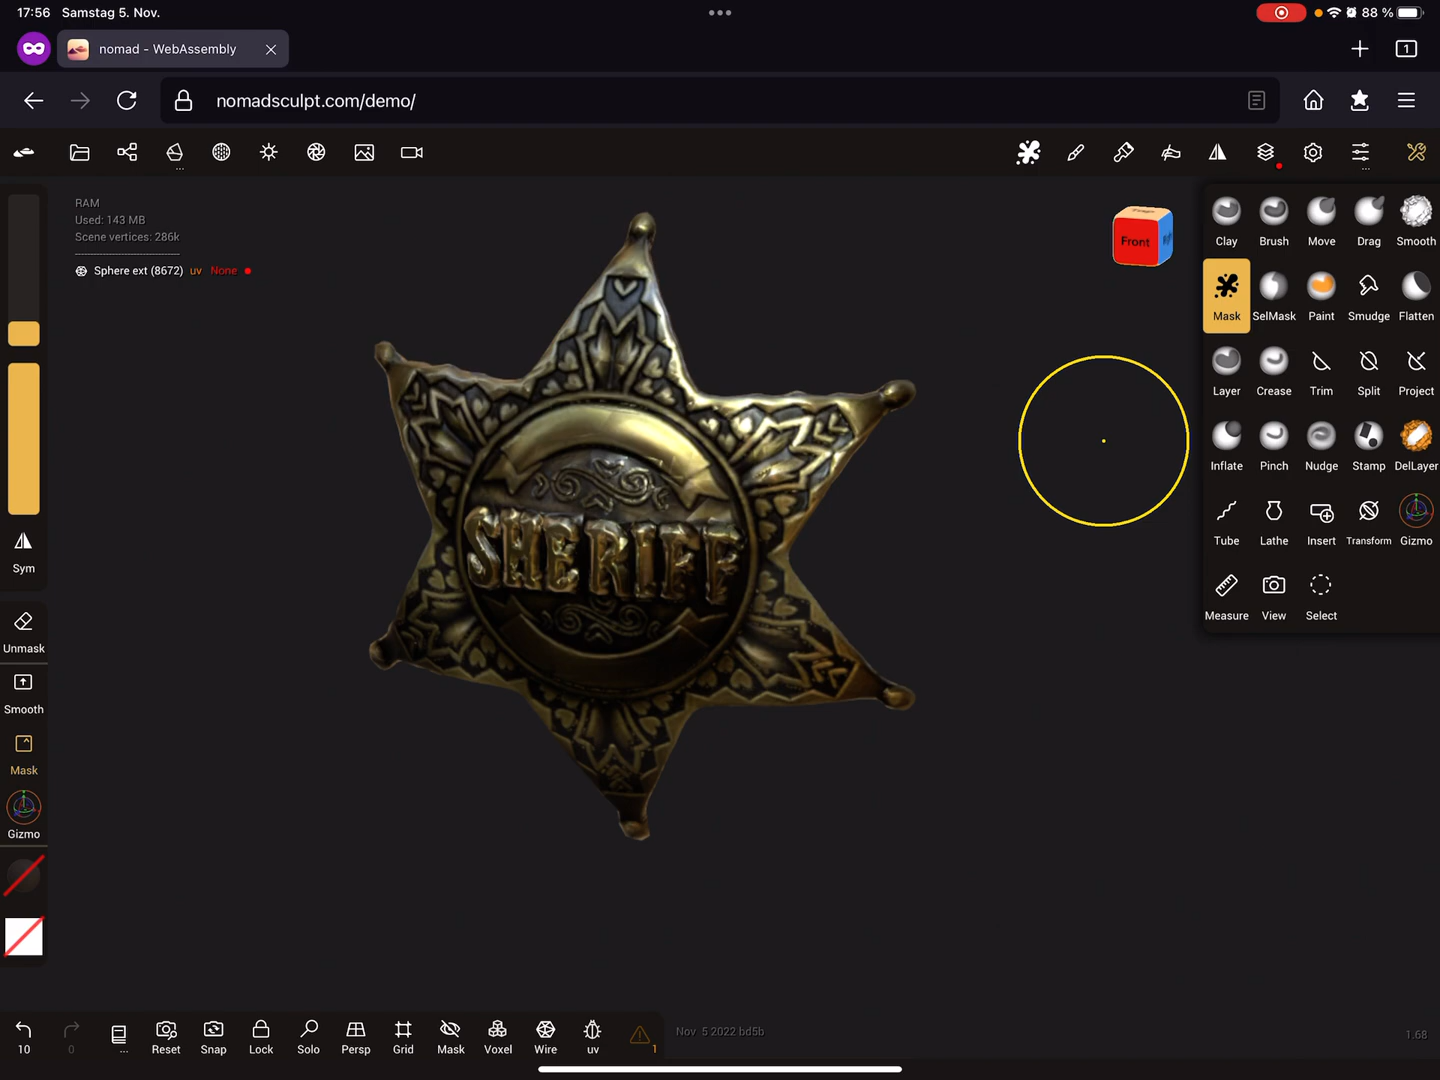 17:56 Samstag 5. Nov.
88 %
nomad - WebAssembly
1
nomadsculpt.com/demo/
RAM
Used: 143 MB
Scene vertices: 286k
Sphere ext (8672) uv None
Front
SHERIFF
Clay Brush Move Drag Smooth
Mask SelMask Paint Smudge Flatten
Layer Crease Trim Split Project
Inflate Pinch Nudge Stamp DelLayer
Tube Lathe Insert Transform Gizmo
Measure View Select
Sym
Unmask
Smooth
Mask
Gizmo
10 0 ... Reset Snap Lock Solo Persp Grid Mask Voxel Wire uv 1
Nov 5 2022 bd5b
1.68